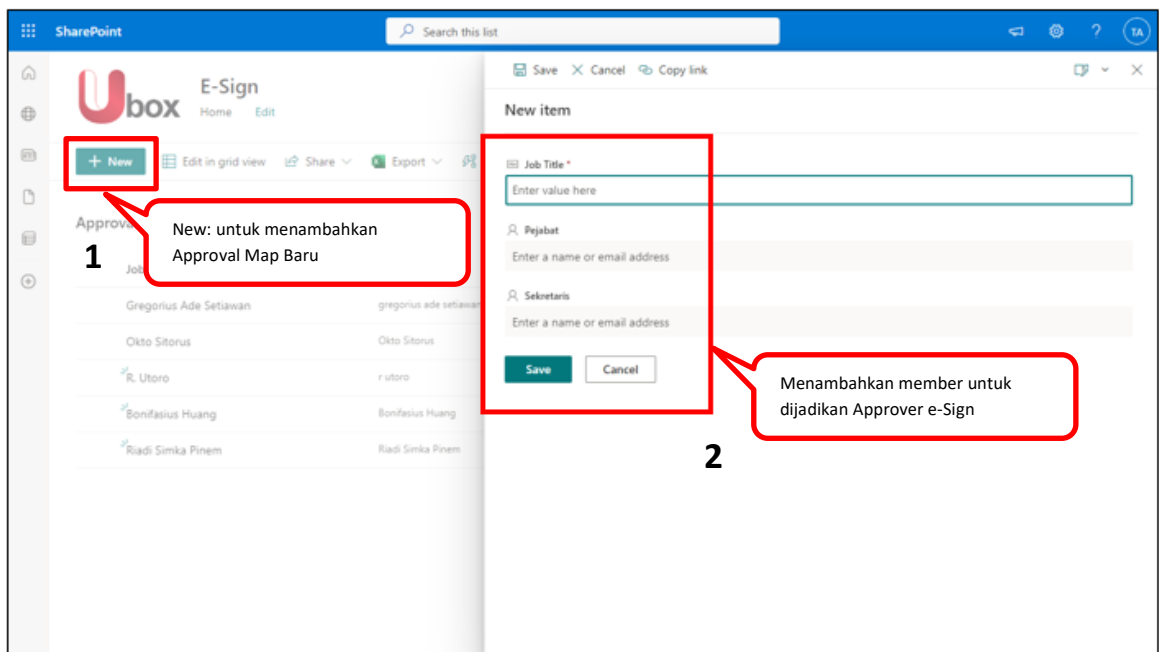 SharePoint
Search this list
?
TA
Save Cancel Copy link
Ubox
E-Sign
Home Edit
New item
+ New
Edit in grid view Share Export
Job Title *
Enter value here
Pejabat
Enter a name or email address
Sekretaris
Enter a name or email address
Save Cancel
New: untuk menambahkan
Approval Map Baru
1
Approva
Job
Gregorius Ade Setiawan gregorius ade setiawan
Okto Sitorus Okto Sitorus
R. Utoro r utoro
Bonifasius Huang Bonifasius Huang
Riadi Simka Pinem Riadi Simka Pinem
Menambahkan member untuk
dijadikan Approver e-Sign
2